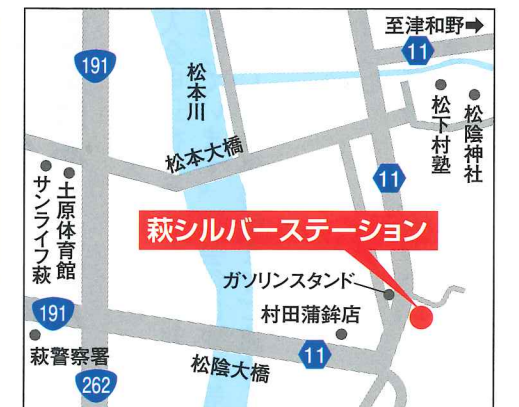 至津和野➡
11
191
松本川
松下村塾
松陰神社
松本大橋
11
サンライフ萩
土原体育館
萩シルバーステーション
ガソリンスタンド
191
村田蒲鉾店
萩警察署
松陰大橋
11
262